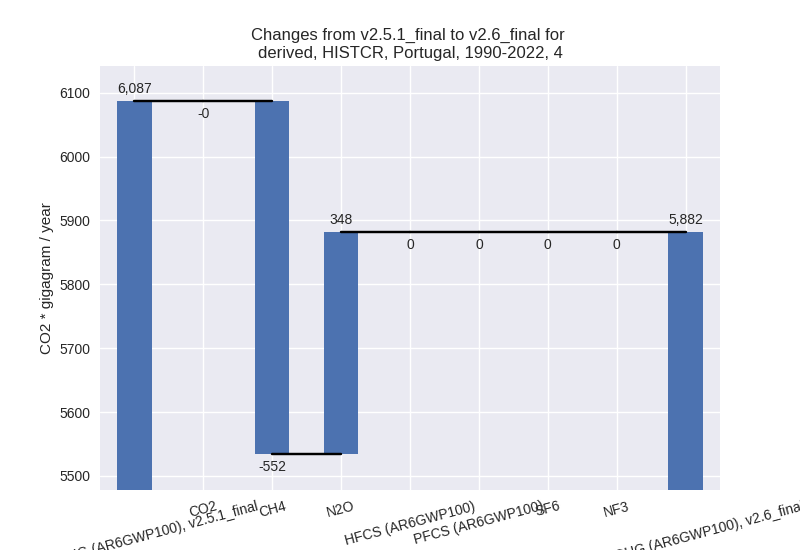 Changes from v2.5.1_final to v2.6_final for
derived, HISTCR, Portugal, 1990-2022, 4
CO2 * gigagram / year
6100
6000
5900
5800
5700
5600
5500
6,087
-0
-552
348
0
0
0
0
5,882
(AR6GWP100), v2.5.1_final
CO2
CH4
N2O
HFCS (AR6GWP100)
PFCS (AR6GWP100)
SF6
NF3
(AR6GWP100), v2.6_final